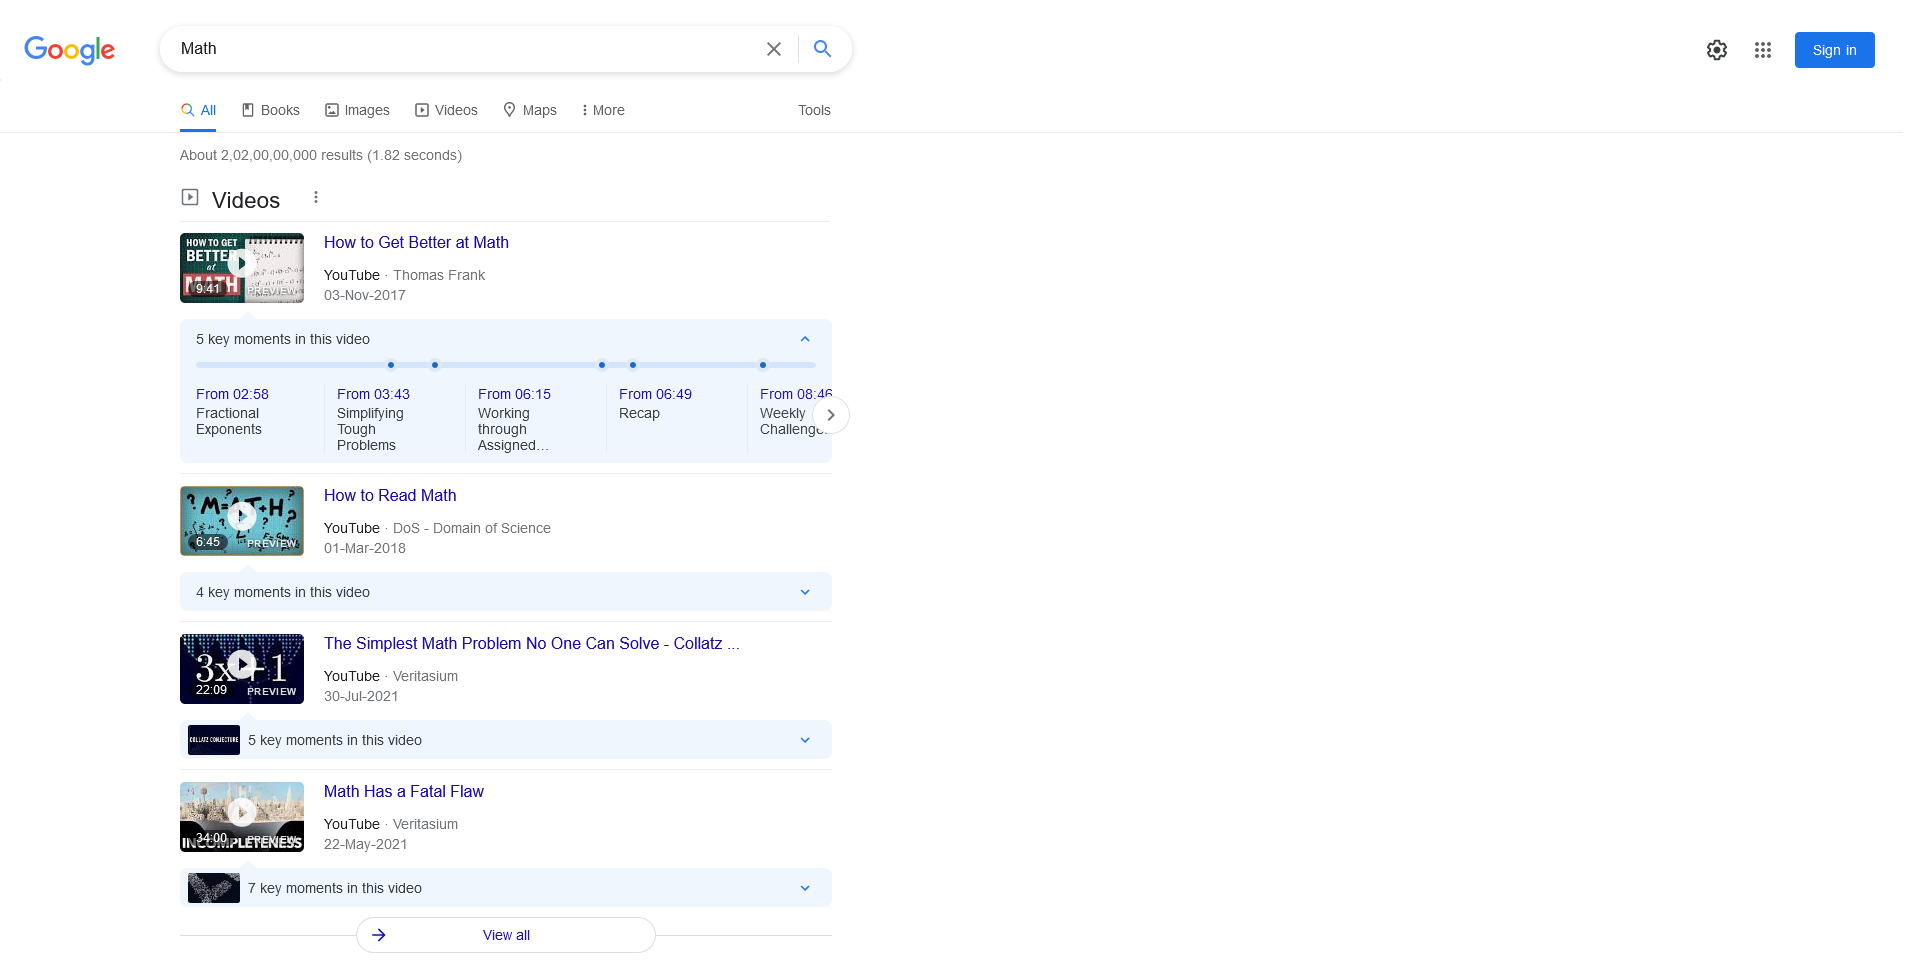 Google
Math
Sign in
All
Books
Images
Videos
Maps
More
Tools
About 2,02,00,00,000 results (1.82 seconds)
Videos
HOW TO GET
BETTER
at
MATH
9:41
PREVIEW
How to Get Better at Math
YouTube · Thomas Frank
03-Nov-2017
5 key moments in this video
From 02:58
Fractional
Exponents
From 03:43
Simplifying
Tough
Problems
From 06:15
Working
through
Assigned...
From 06:49
Recap
From 08:46
Weekly
Challenge
6:45
PREVIEW
How to Read Math
YouTube · DoS - Domain of Science
01-Mar-2018
4 key moments in this video
3x+1
22:09
PREVIEW
The Simplest Math Problem No One Can Solve - Collatz ...
YouTube · Veritasium
30-Jul-2021
COLLATZ CONJECTURE
5 key moments in this video
34:00
PREVIEW
INCOMPLETENESS
Math Has a Fatal Flaw
YouTube · Veritasium
22-May-2021
7 key moments in this video
View all